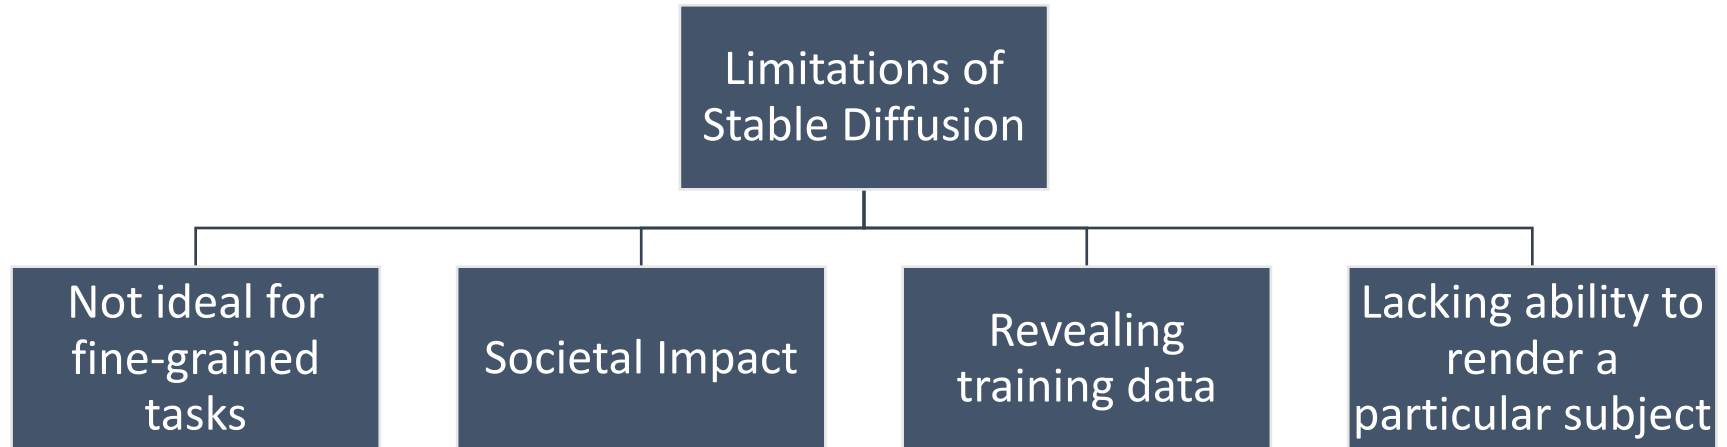 Limitations of
Stable Diffusion
Not ideal for
fine-grained
tasks
Societal Impact
Revealing
training data
Lacking ability to
render a
particular subject